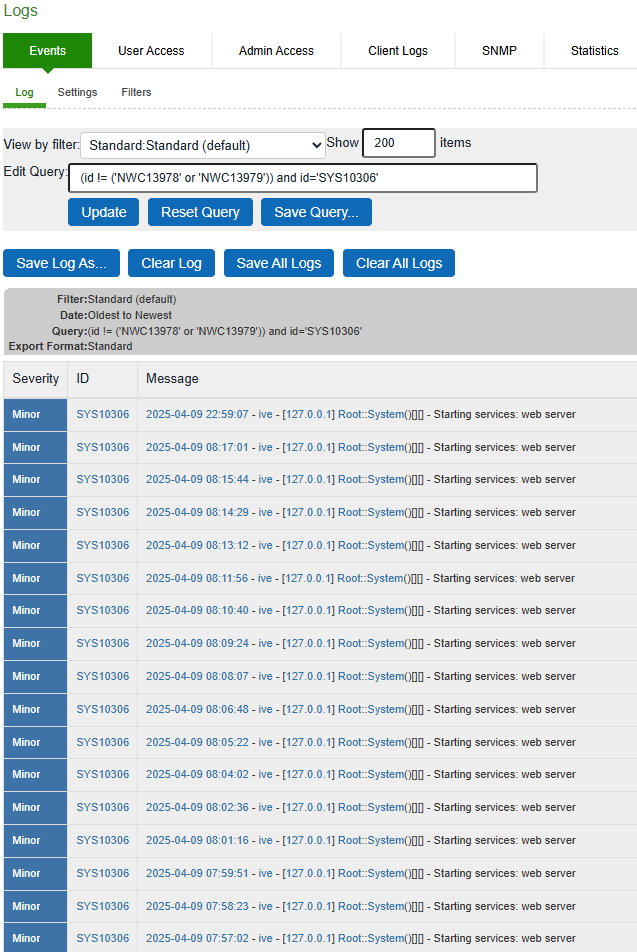 Logs
Events User Access Admin Access Client Logs SNMP Statistics
Log Settings Filters
View by filter: Standard:Standard (default) Show 200 items
Edit Query: (id != ('NWC13978' or 'NWC13979')) and id='SYS10306'
Update Reset Query Save Query...
Save Log As... Clear Log Save All Logs Clear All Logs
Filter:Standard (default)
Date:Oldest to Newest
Query:(id != ('NWC13978' or 'NWC13979')) and id='SYS10306'
Export Format:Standard
Severity ID Message
Minor SYS10306 2025-04-09 22:59:07 - ive - [127.0.0.1] Root::System()[][] - Starting services: web server
Minor SYS10306 2025-04-09 08:17:01 - ive - [127.0.0.1] Root::System()[][] - Starting services: web server
Minor SYS10306 2025-04-09 08:15:44 - ive - [127.0.0.1] Root::System()[][] - Starting services: web server
Minor SYS10306 2025-04-09 08:14:29 - ive - [127.0.0.1] Root::System()[][] - Starting services: web server
Minor SYS10306 2025-04-09 08:13:12 - ive - [127.0.0.1] Root::System()[][] - Starting services: web server
Minor SYS10306 2025-04-09 08:11:56 - ive - [127.0.0.1] Root::System()[][] - Starting services: web server
Minor SYS10306 2025-04-09 08:10:40 - ive - [127.0.0.1] Root::System()[][] - Starting services: web server
Minor SYS10306 2025-04-09 08:09:24 - ive - [127.0.0.1] Root::System()[][] - Starting services: web server
Minor SYS10306 2025-04-09 08:08:07 - ive - [127.0.0.1] Root::System()[][] - Starting services: web server
Minor SYS10306 2025-04-09 08:06:48 - ive - [127.0.0.1] Root::System()[][] - Starting services: web server
Minor SYS10306 2025-04-09 08:05:22 - ive - [127.0.0.1] Root::System()[][] - Starting services: web server
Minor SYS10306 2025-04-09 08:04:02 - ive - [127.0.0.1] Root::System()[][] - Starting services: web server
Minor SYS10306 2025-04-09 08:02:36 - ive - [127.0.0.1] Root::System()[][] - Starting services: web server
Minor SYS10306 2025-04-09 08:01:16 - ive - [127.0.0.1] Root::System()[][] - Starting services: web server
Minor SYS10306 2025-04-09 07:59:51 - ive - [127.0.0.1] Root::System()[][] - Starting services: web server
Minor SYS10306 2025-04-09 07:58:23 - ive - [127.0.0.1] Root::System()[][] - Starting services: web server
Minor SYS10306 2025-04-09 07:57:02 - ive - [127.0.0.1] Root::System()[][] - Starting services: web server